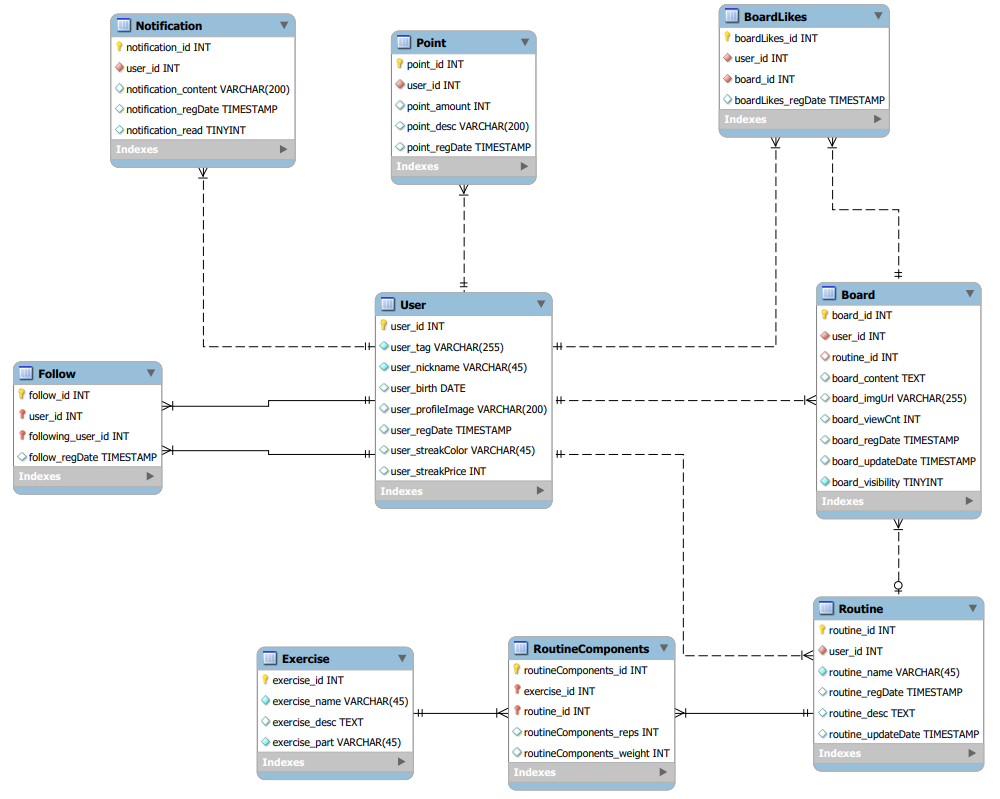 Notification
notification_id INT
user_id INT
notification_content VARCHAR(200)
notification_regDate TIMESTAMP
notification_read TINYINT
Indexes
Point
point_id INT
user_id INT
point_amount INT
point_desc VARCHAR(200)
point_regDate TIMESTAMP
Indexes
BoardLikes
boardLikes_id INT
user_id INT
board_id INT
boardLikes_regDate TIMESTAMP
Indexes
User
user_id INT
user_tag VARCHAR(255)
user_nickname VARCHAR(45)
user_birth DATE
user_profileImage VARCHAR(200)
user_regDate TIMESTAMP
user_streakColor VARCHAR(45)
user_streakPrice INT
Indexes
Board
board_id INT
user_id INT
routine_id INT
board_content TEXT
board_imgUrl VARCHAR(255)
board_viewCnt INT
board_regDate TIMESTAMP
board_updateDate TIMESTAMP
board_visibility TINYINT
Indexes
Follow
follow_id INT
user_id INT
following_user_id INT
follow_regDate TIMESTAMP
Indexes
Exercise
exercise_id INT
exercise_name VARCHAR(45)
exercise_desc TEXT
exercise_part VARCHAR(45)
Indexes
RoutineComponents
routineComponents_id INT
exercise_id INT
routine_id INT
routineComponents_reps INT
routineComponents_weight INT
Indexes
Routine
routine_id INT
user_id INT
routine_name VARCHAR(45)
routine_regDate TIMESTAMP
routine_desc TEXT
routine_updateDate TIMESTAMP
Indexes